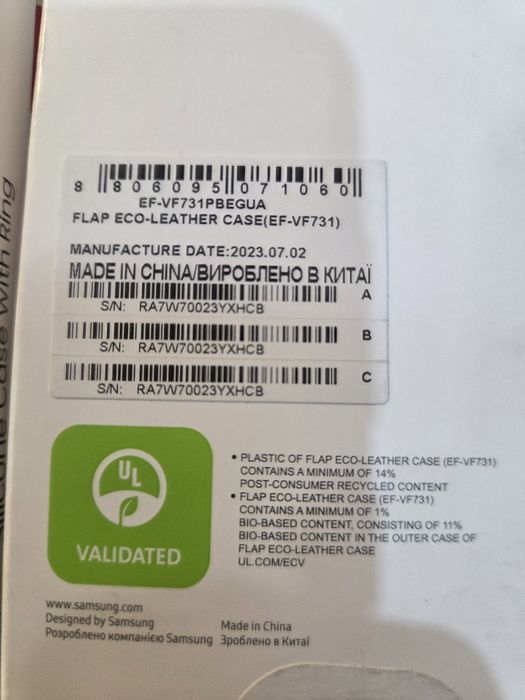 8 806095 071060
EF-VF731PBEGUA
FLAP ECO-LEATHER CASE(EF-VF731)
MANUFACTURE DATE:2023.07.02
MADE IN CHINA/ВИРОБЛЕНО В КИТАЇ
A
S/N: RA7W70023YXHCB
B
S/N: RA7W70023YXHCB
C
S/N: RA7W70023YXHCB
UL
VALIDATED
• PLASTIC OF FLAP ECO-LEATHER CASE (EF-VF731)
CONTAINS A MINIMUM OF 14%
POST-CONSUMER RECYCLED CONTENT
• FLAP ECO-LEATHER CASE (EF-VF731)
CONTAINS A MINIMUM OF 1%
BIO-BASED CONTENT, CONSISTING OF 11%
BIO-BASED CONTENT IN THE OUTER CASE OF
FLAP ECO-LEATHER CASE
UL.COM/ECV
www.samsung.com
Designed by Samsung
Розроблено компанією Samsung
Made in China
Зроблено в Китаї
Silicone Case with Ring